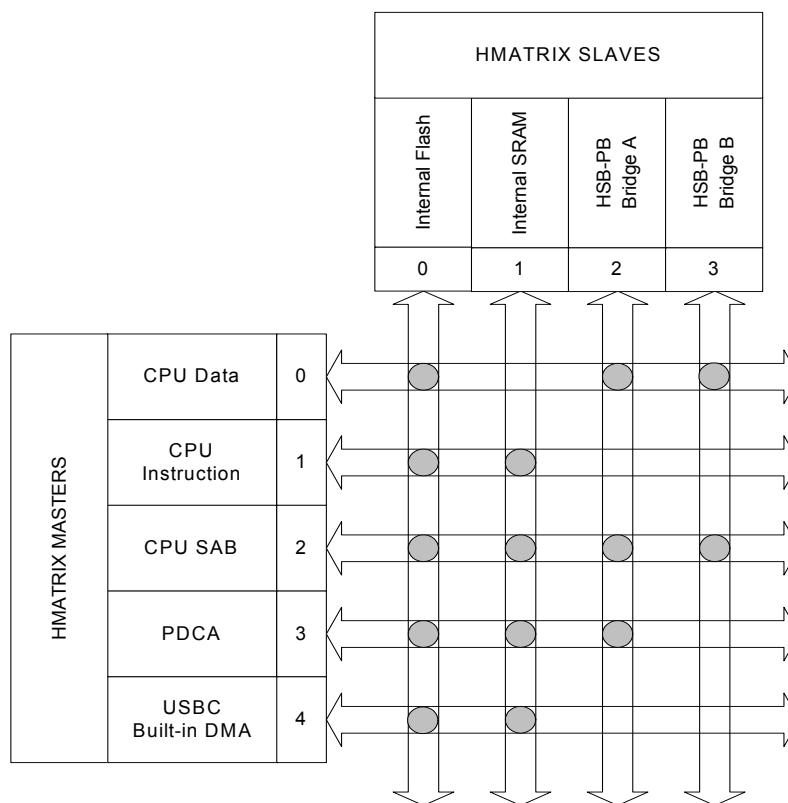 HMATRIX SLAVES
Internal Flash
Internal SRAM
HSB-PB
Bridge A
HSB-PB
Bridge B
0
1
2
3
HMATRIX MASTERS
CPU Data
0
CPU
Instruction
1
CPU SAB
2
PDCA
3
USBC
Built-in DMA
4